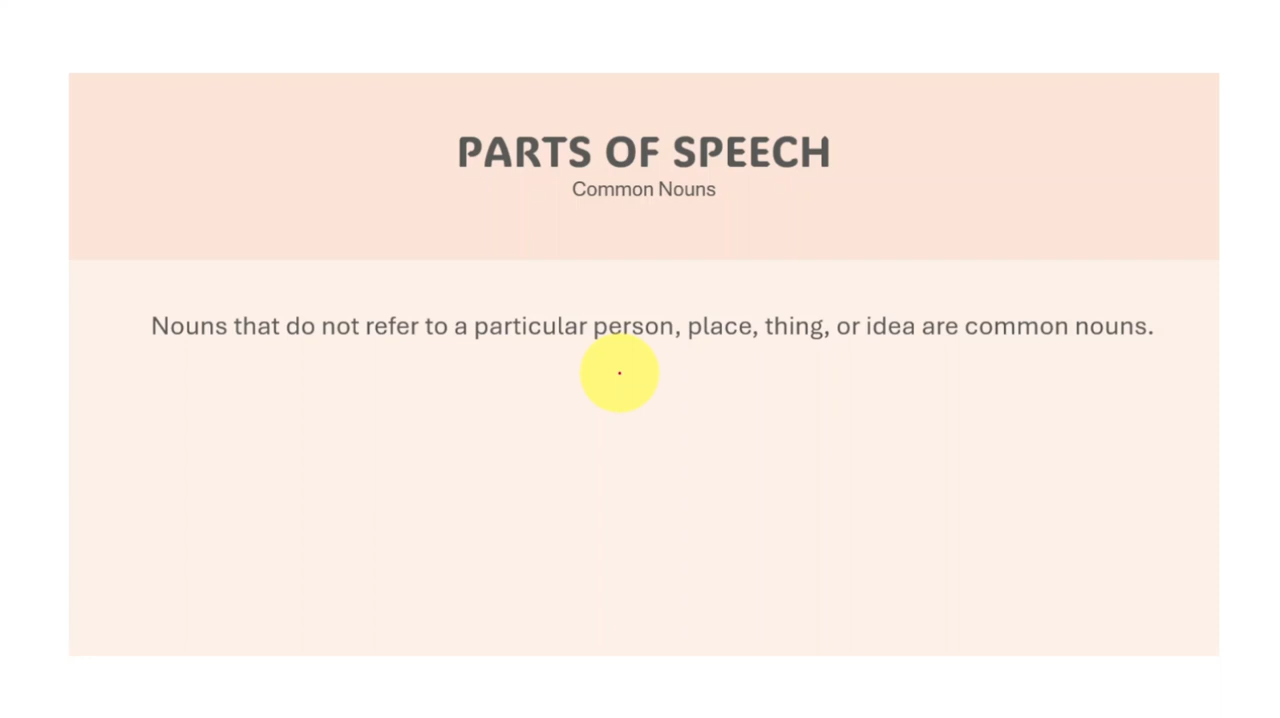 PARTS OF SPEECH
Common Nouns
Nouns that do not refer to a particular person, place, thing, or idea are common nouns.